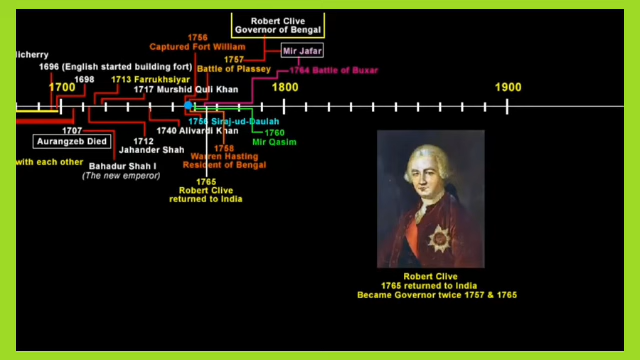 Robert Clive
Governor of Bengal
1756
Captured Fort William
Mir Jafar
licherry
1757
Battle of Plassey
1764 Battle of Buxar
1696 (English started building fort)
1698
1713 Farrukhsiyar
1700
1717 Murshid Quli Khan
1800
1900
1756 Siraj-ud-Daulah
1707
Aurangzeb Died
1740 Alivardi Khan
1760
Mir Qasim
1712
Jahander Shah
1758
Warren Hasting
Resident of Bengal
with each other
Bahadur Shah I
(The new emperor)
1765
Robert Clive
returned to India
Robert Clive
1765 returned to India
Became Governor twice 1757 & 1765